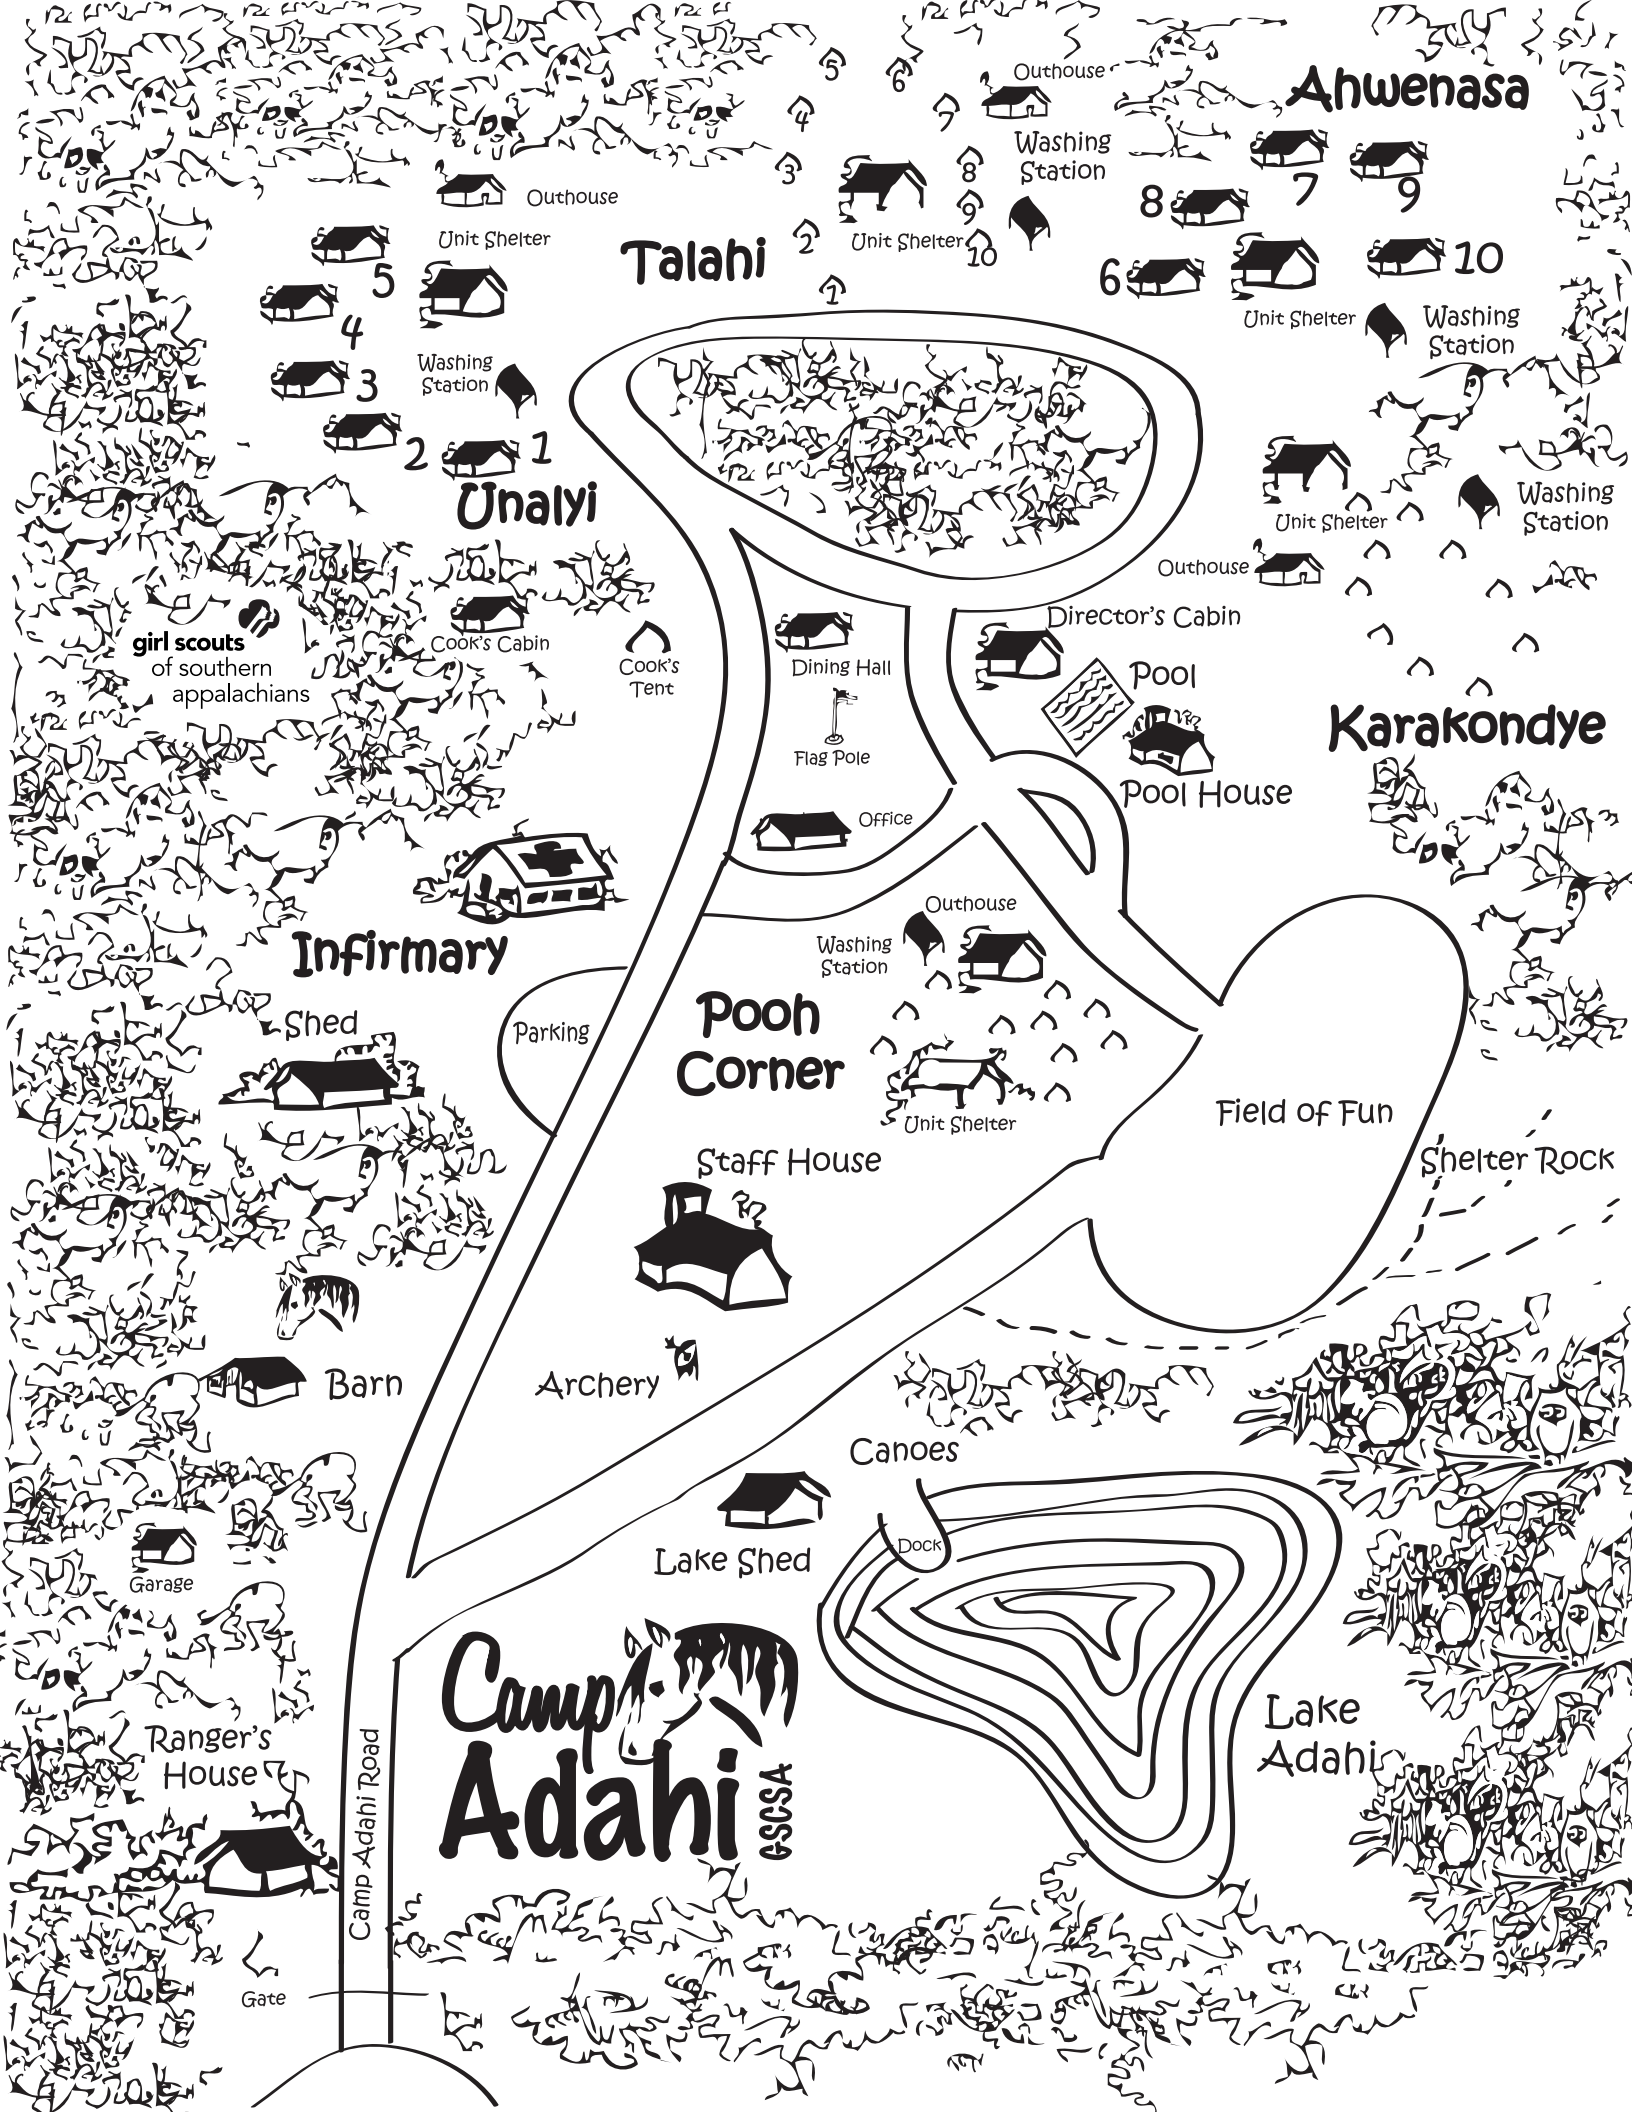 5
6
Outhouse
Ahwenasa
4
7
Washing
Station
3
8
Outhouse
7
9
8
9
Unit Shelter
Talahi
2
Unit Shelter
10
6
10
5
1
Unit Shelter
Washing
Station
4
Washing
Station
3
2
1
Unalyi
Washing
Station
Unit Shelter
Outhouse
girl scouts
of southern
appalachians
Cook's Cabin
Cook's
Tent
Dining Hall
Director's Cabin
Pool
Flag Pole
Karakondye
Pool House
Office
Outhouse
Washing
Station
Infirmary
Parking
Shed
Pooh
Corner
Unit Shelter
Field of Fun
Shelter Rock
Staff House
Barn
Archery
Canoes
Dock
Lake Shed
Garage
Camp
Adahi
GSCSA
Lake
Adahi
Ranger's
House
Camp Adahi Road
Gate